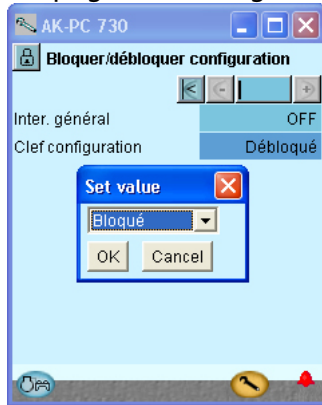 AK-PC 730
Bloquer/débloquer configuration
Inter. général OFF
Clef configuration Débloqué
Set value
Bloqué
OK Cancel